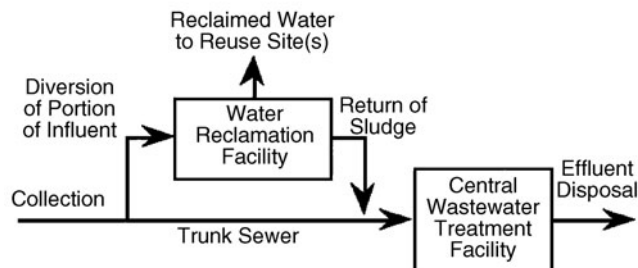 Reclaimed Water
to Reuse Site(s)
Diversion
of Portion
of Influent
Water
Reclamation
Facility
Return of
Sludge
Collection
Trunk Sewer
Central
Wastewater
Treatment
Facility
Effluent
Disposal